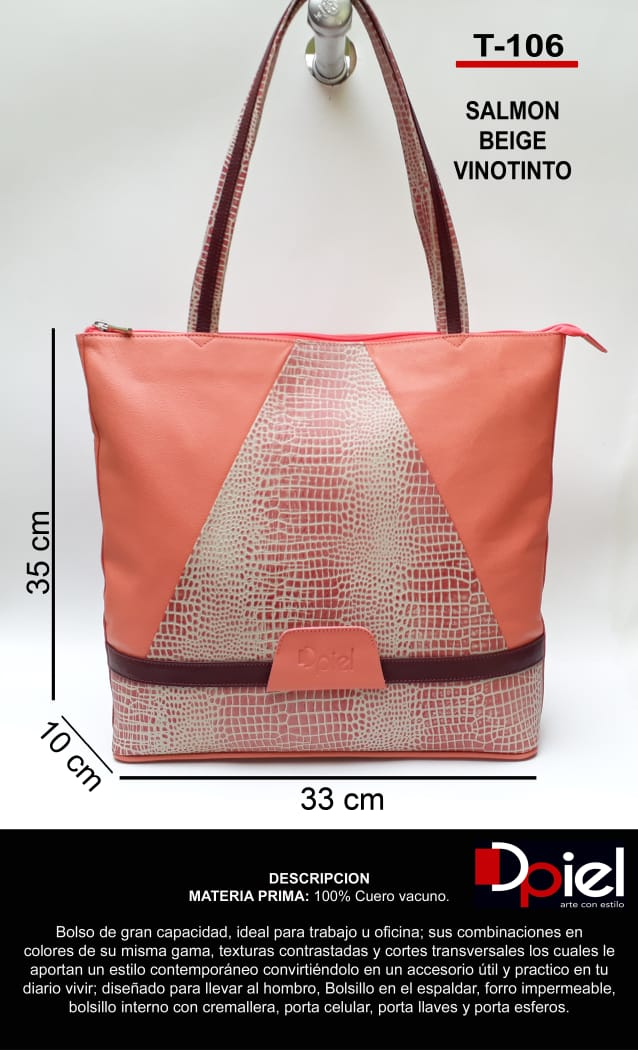 T-106
SALMON
BEIGE
VINOTINTO
35 cm
Dpiel
10 cm
33 cm
Dpiel
arte con estilo
DESCRIPCION
MATERIA PRIMA: 100% Cuero vacuno.
Bolso de gran capacidad, ideal para trabajo u oficina; sus combinaciones en
colores de su misma gama, texturas contrastadas y cortes transversales los cuales le
aportan un estilo contemporáneo convirtiéndolo en un accesorio útil y practico en tu
diario vivir; diseñado para llevar al hombro, Bolsillo en el espaldar, forro impermeable,
bolsillo interno con cremallera, porta celular, porta llaves y porta esferos.